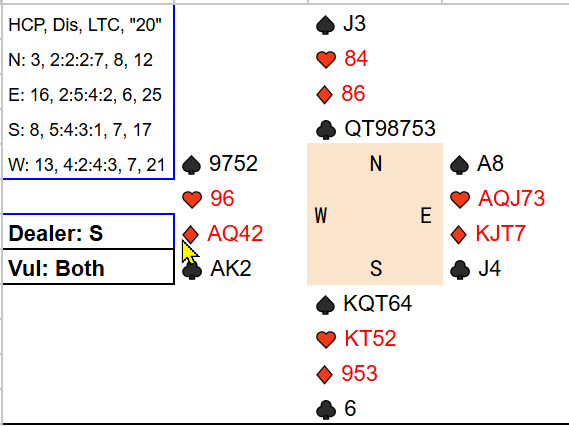 HCP, Dis, LTC, "20"
N: 3, 2:2:2:7, 8, 12
E: 16, 2:5:4:2, 6, 25
S: 8, 5:4:3:1, 7, 17
W: 13, 4:2:4:3, 7, 21
Dealer: S
Vul: Both
♠ J3
♥ 84
♦ 86
♣ QT98753
♠ 9752
♥ 96
♦ AQ42
♣ AK2
N
W E
S
♠ A8
♥ AQJ73
♦ KJT7
♣ J4
♠ KQT64
♥ KT52
♦ 953
♣ 6